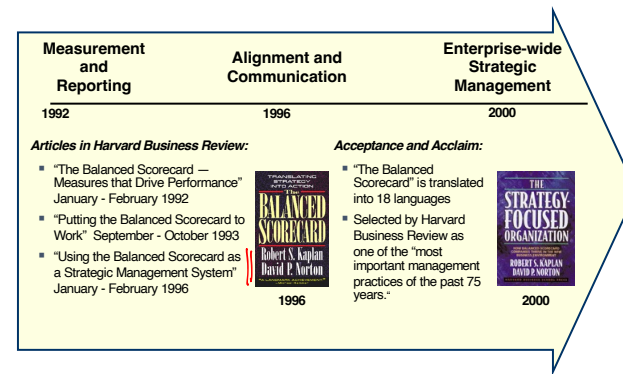 Measurement
and
Reporting
Alignment and
Communication
Enterprise-wide
Strategic
Management
1992
1996
2000
Articles in Harvard Business Review:
▪ “The Balanced Scorecard —
Measures that Drive Performance”
January - February 1992
▪ “Putting the Balanced Scorecard to
Work” September - October 1993
▪ “Using the Balanced Scorecard as
a Strategic Management System”
January - February 1996
TRANSLATING
STRATEGY
INTO ACTION
THE
BALANCED
SCORECARD
Robert S. Kaplan
David P. Norton
1996
Acceptance and Acclaim:
▪ “The Balanced
Scorecard” is translated
into 18 languages
▪ Selected by Harvard
Business Review as
one of the “most
important management
practices of the past 75
years.“
THE
STRATEGY-
FOCUSED
ORGANIZATION
ROBERT S. KAPLAN
DAVID P. NORTON
2000